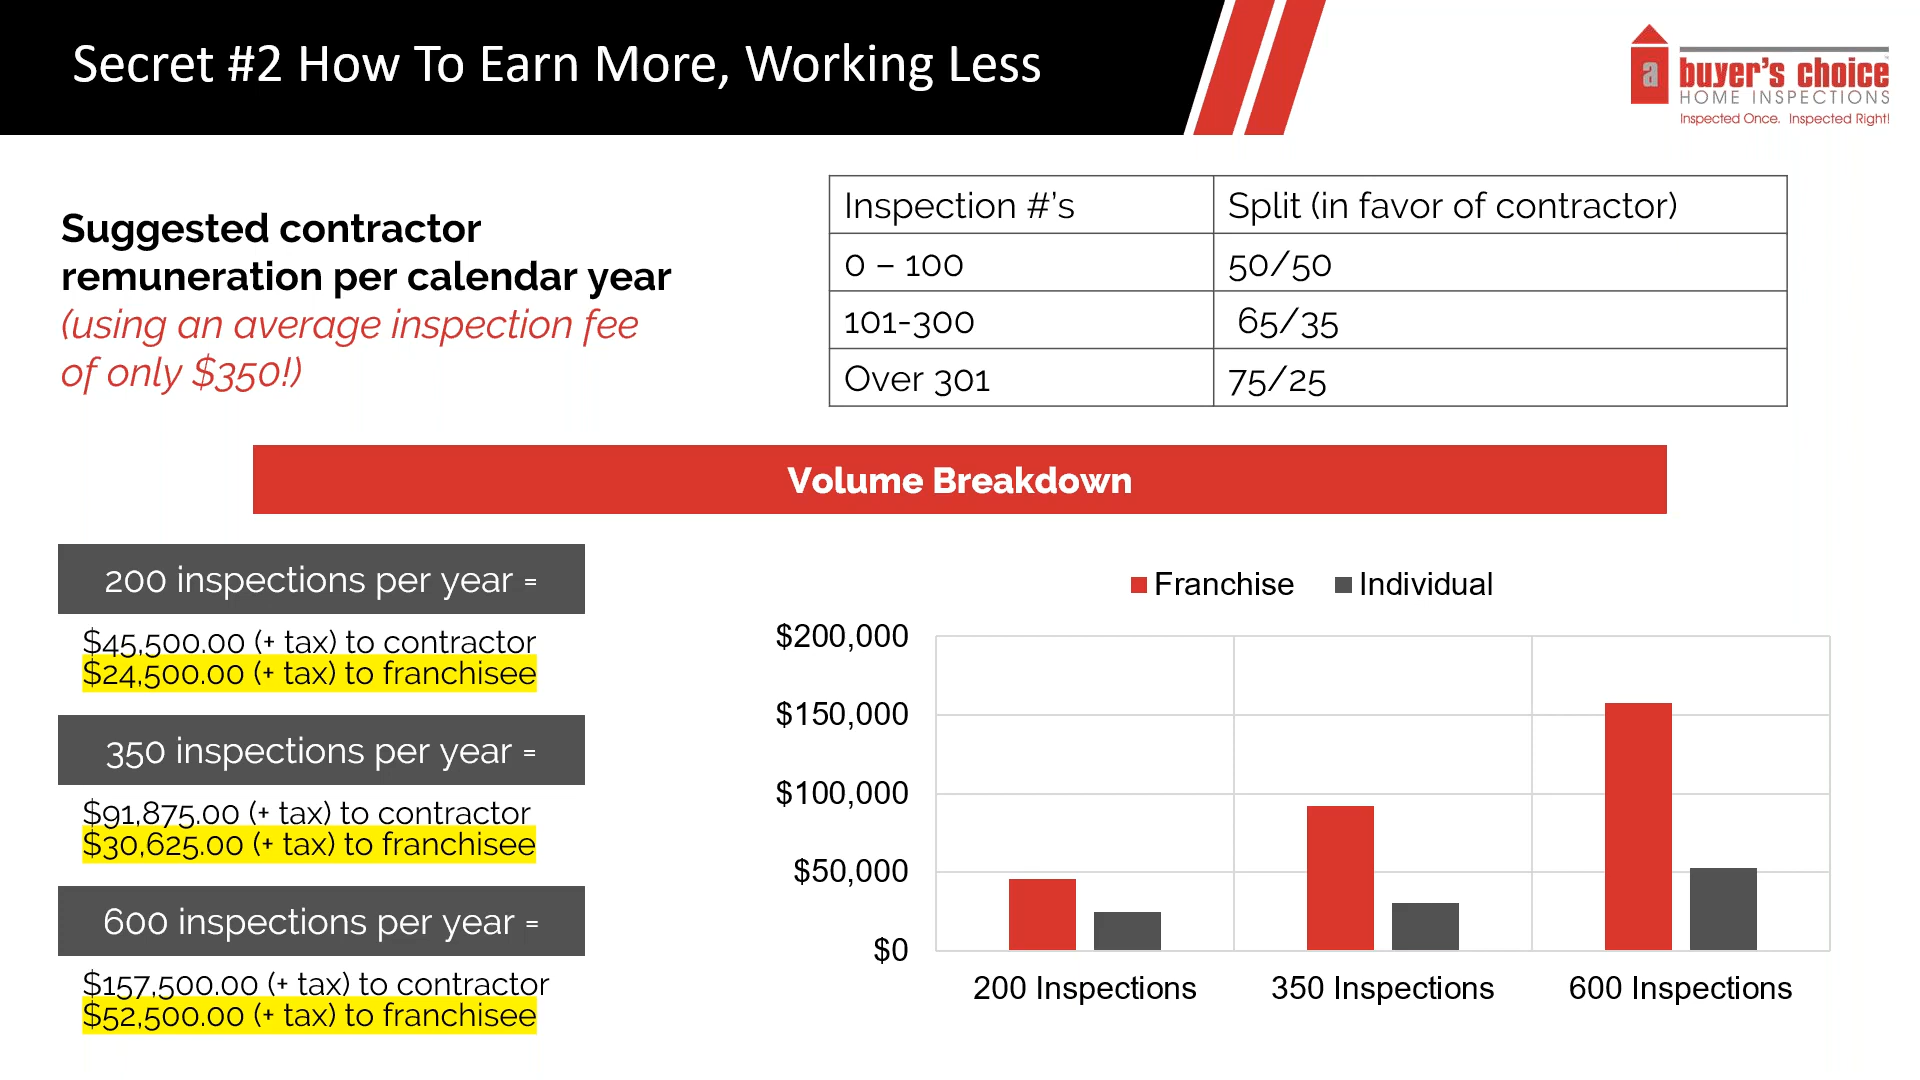 Secret #2 How To Earn More, Working Less
a buyer's choice
HOME INSPECTIONS
Inspected Once. Inspected Right!
Suggested contractor
remuneration per calendar year
(using an average inspection fee
of only $350!)
Inspection #’s Split (in favor of contractor)
0 – 100 50/50
101-300 65/35
Over 301 75/25
Volume Breakdown
200 inspections per year =
$45,500.00 (+ tax) to contractor
$24,500.00 (+ tax) to franchisee
350 inspections per year =
$91,875.00 (+ tax) to contractor
$30,625.00 (+ tax) to franchisee
600 inspections per year =
$157,500.00 (+ tax) to contractor
$52,500.00 (+ tax) to franchisee
Franchise Individual
$200,000
$150,000
$100,000
$50,000
$0
200 Inspections 350 Inspections 600 Inspections